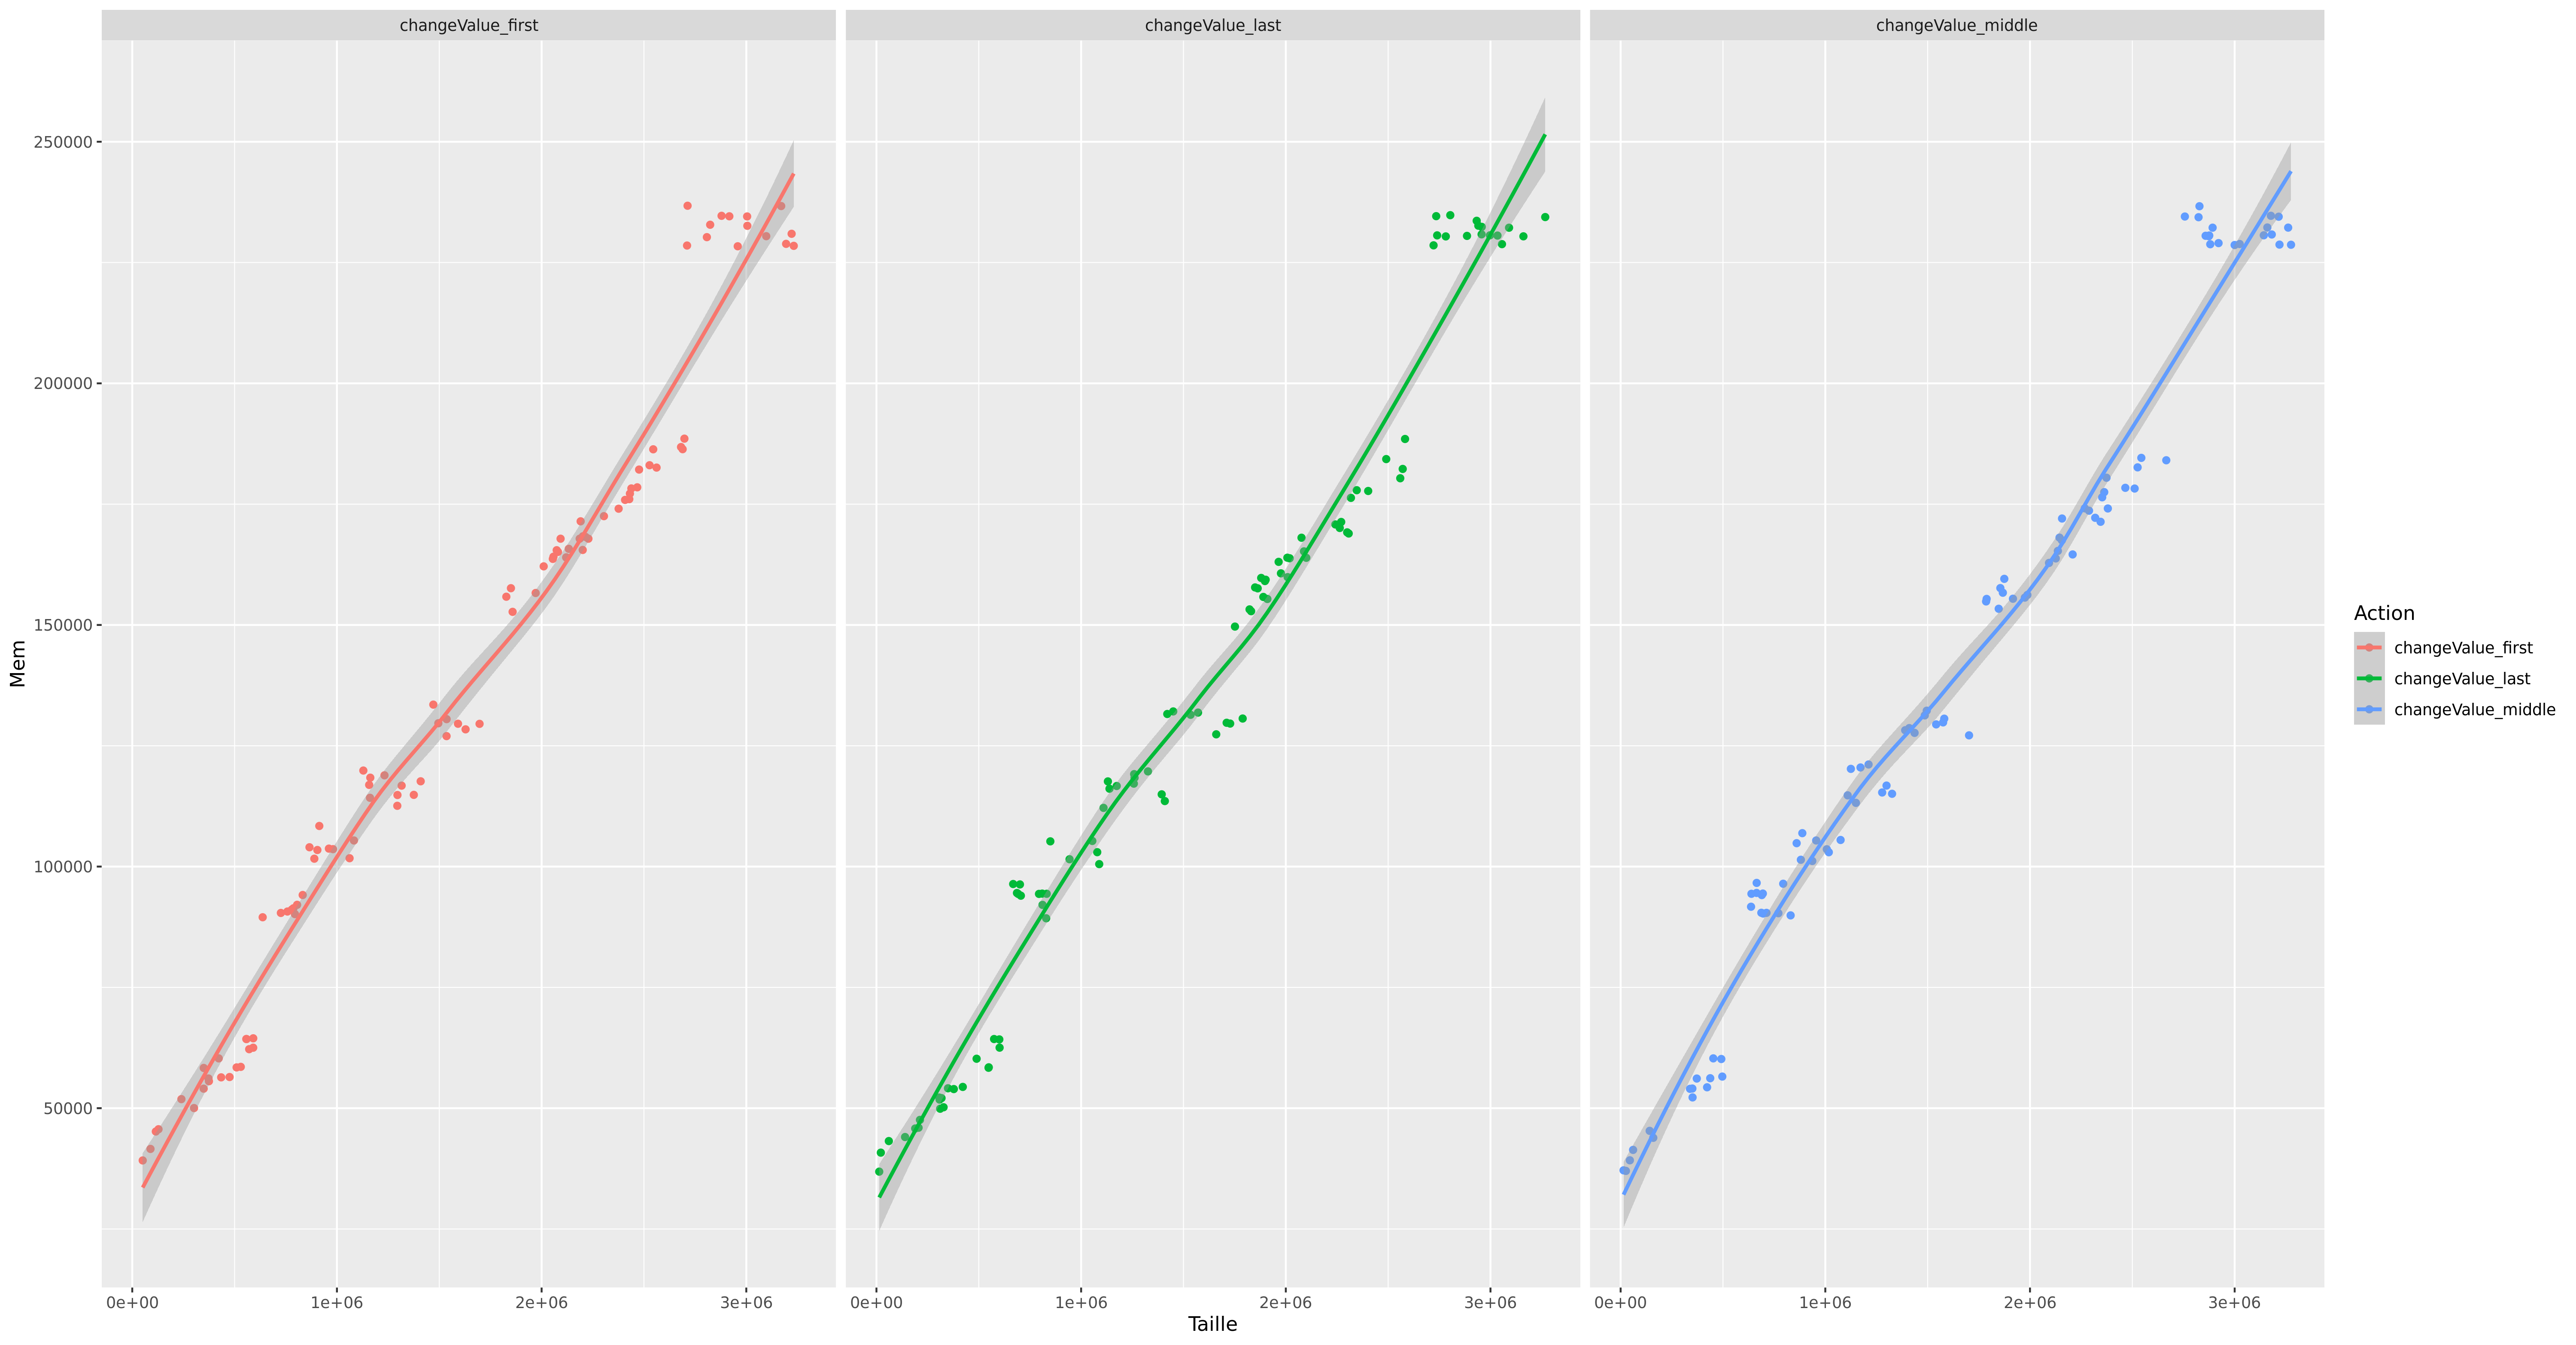 changeValue_first
changeValue_last
changeValue_middle
250000
200000
150000
100000
50000
Mem
0e+00 1e+06 2e+06 3e+06
0e+00 1e+06 2e+06 3e+06
0e+00 1e+06 2e+06 3e+06
Taille
Action
changeValue_first
changeValue_last
changeValue_middle